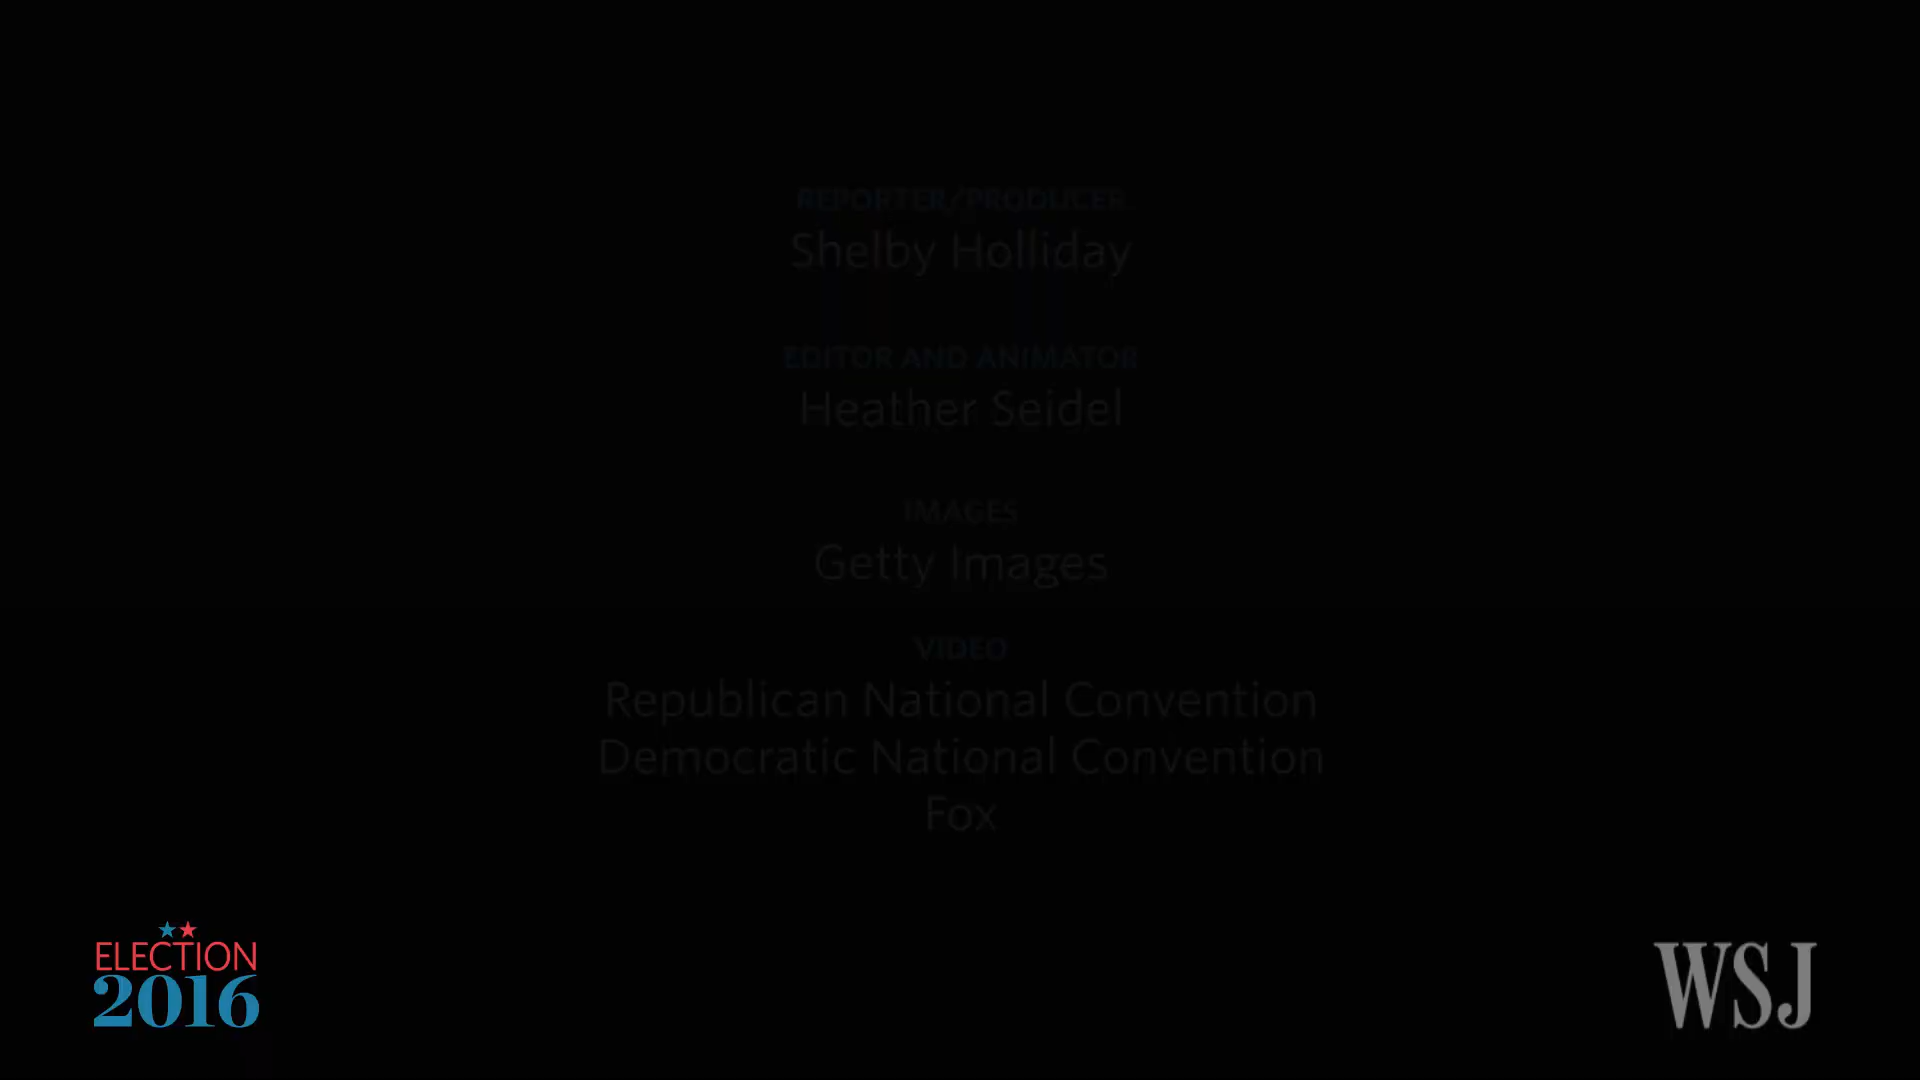 REPORTER/PRODUCER
Shelby Holliday
EDITOR AND ANIMATOR
Heather Seidel
IMAGES
Getty Images
VIDEO
Republican National Convention
Democratic National Convention
Fox
ELECTION
2016
WSJ